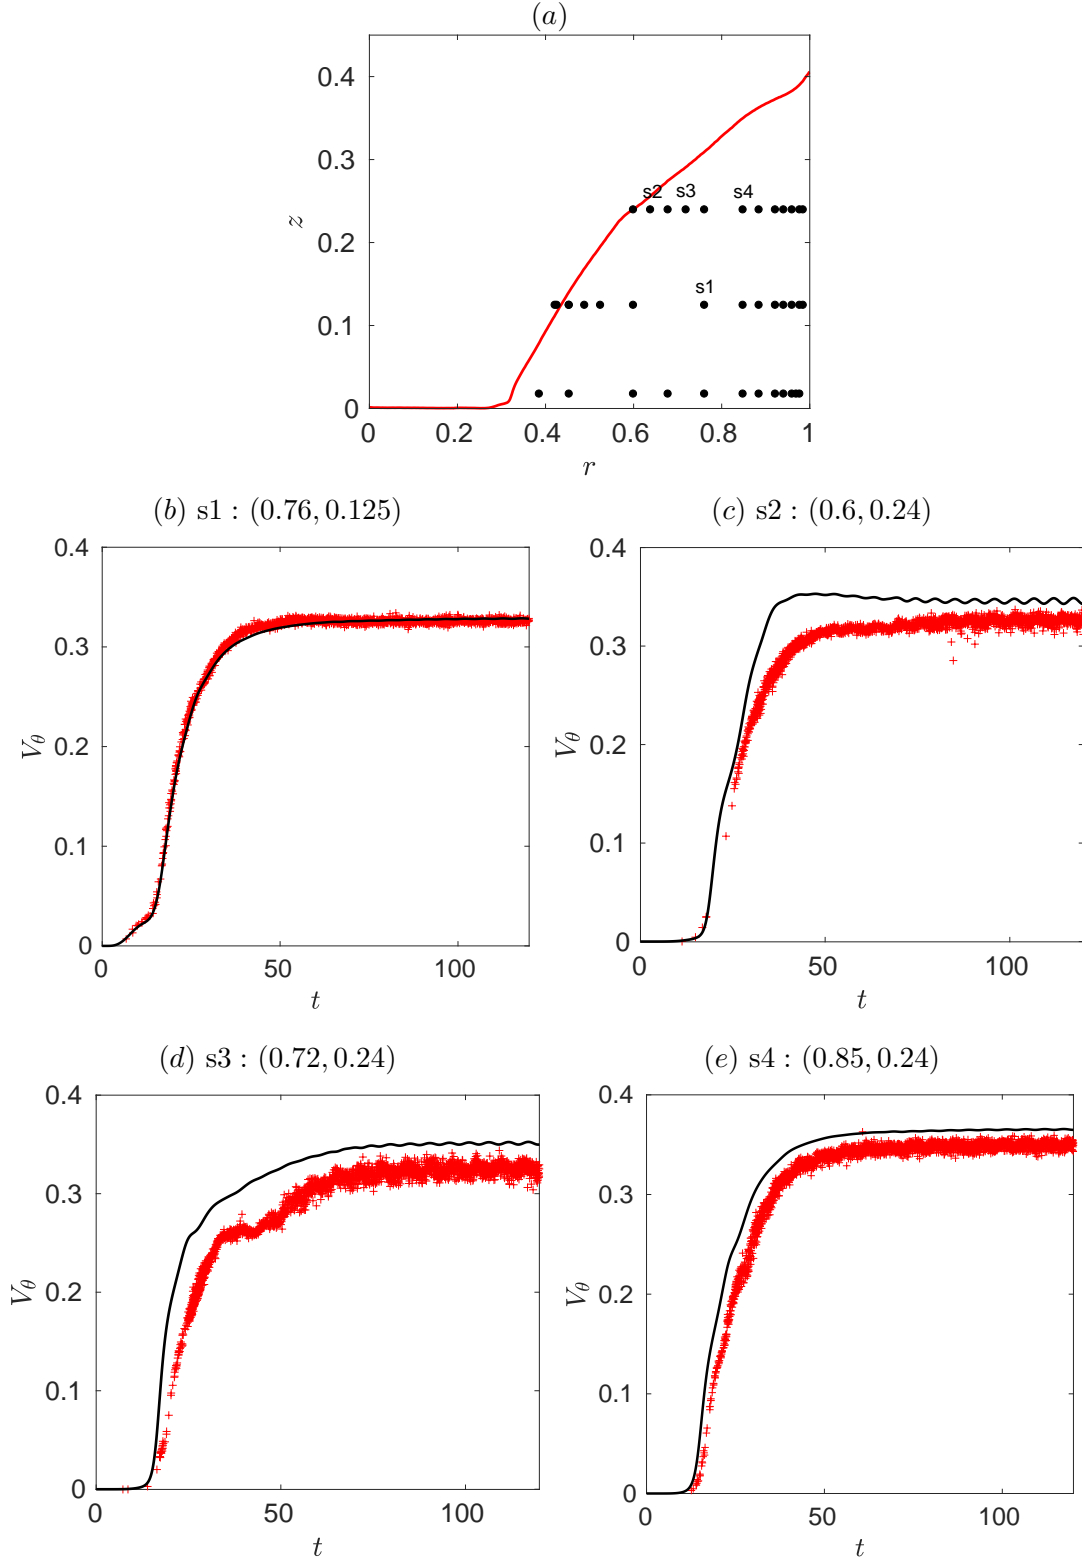 (a)
0.4
0.3
0.2
0.1
0
z
s2 s3 s4
s1
0 0.2 0.4 0.6 0.8 1
r
(b) s1 : (0.76, 0.125)
0.4
0.3
0.2
0.1
0
V_θ
0 50 100
t
(c) s2 : (0.6, 0.24)
0.4
0.3
0.2
0.1
0
V_θ
0 50 100
t
(d) s3 : (0.72, 0.24)
0.4
0.3
0.2
0.1
0
V_θ
0 50 100
t
(e) s4 : (0.85, 0.24)
0.4
0.3
0.2
0.1
0
V_θ
0 50 100
t